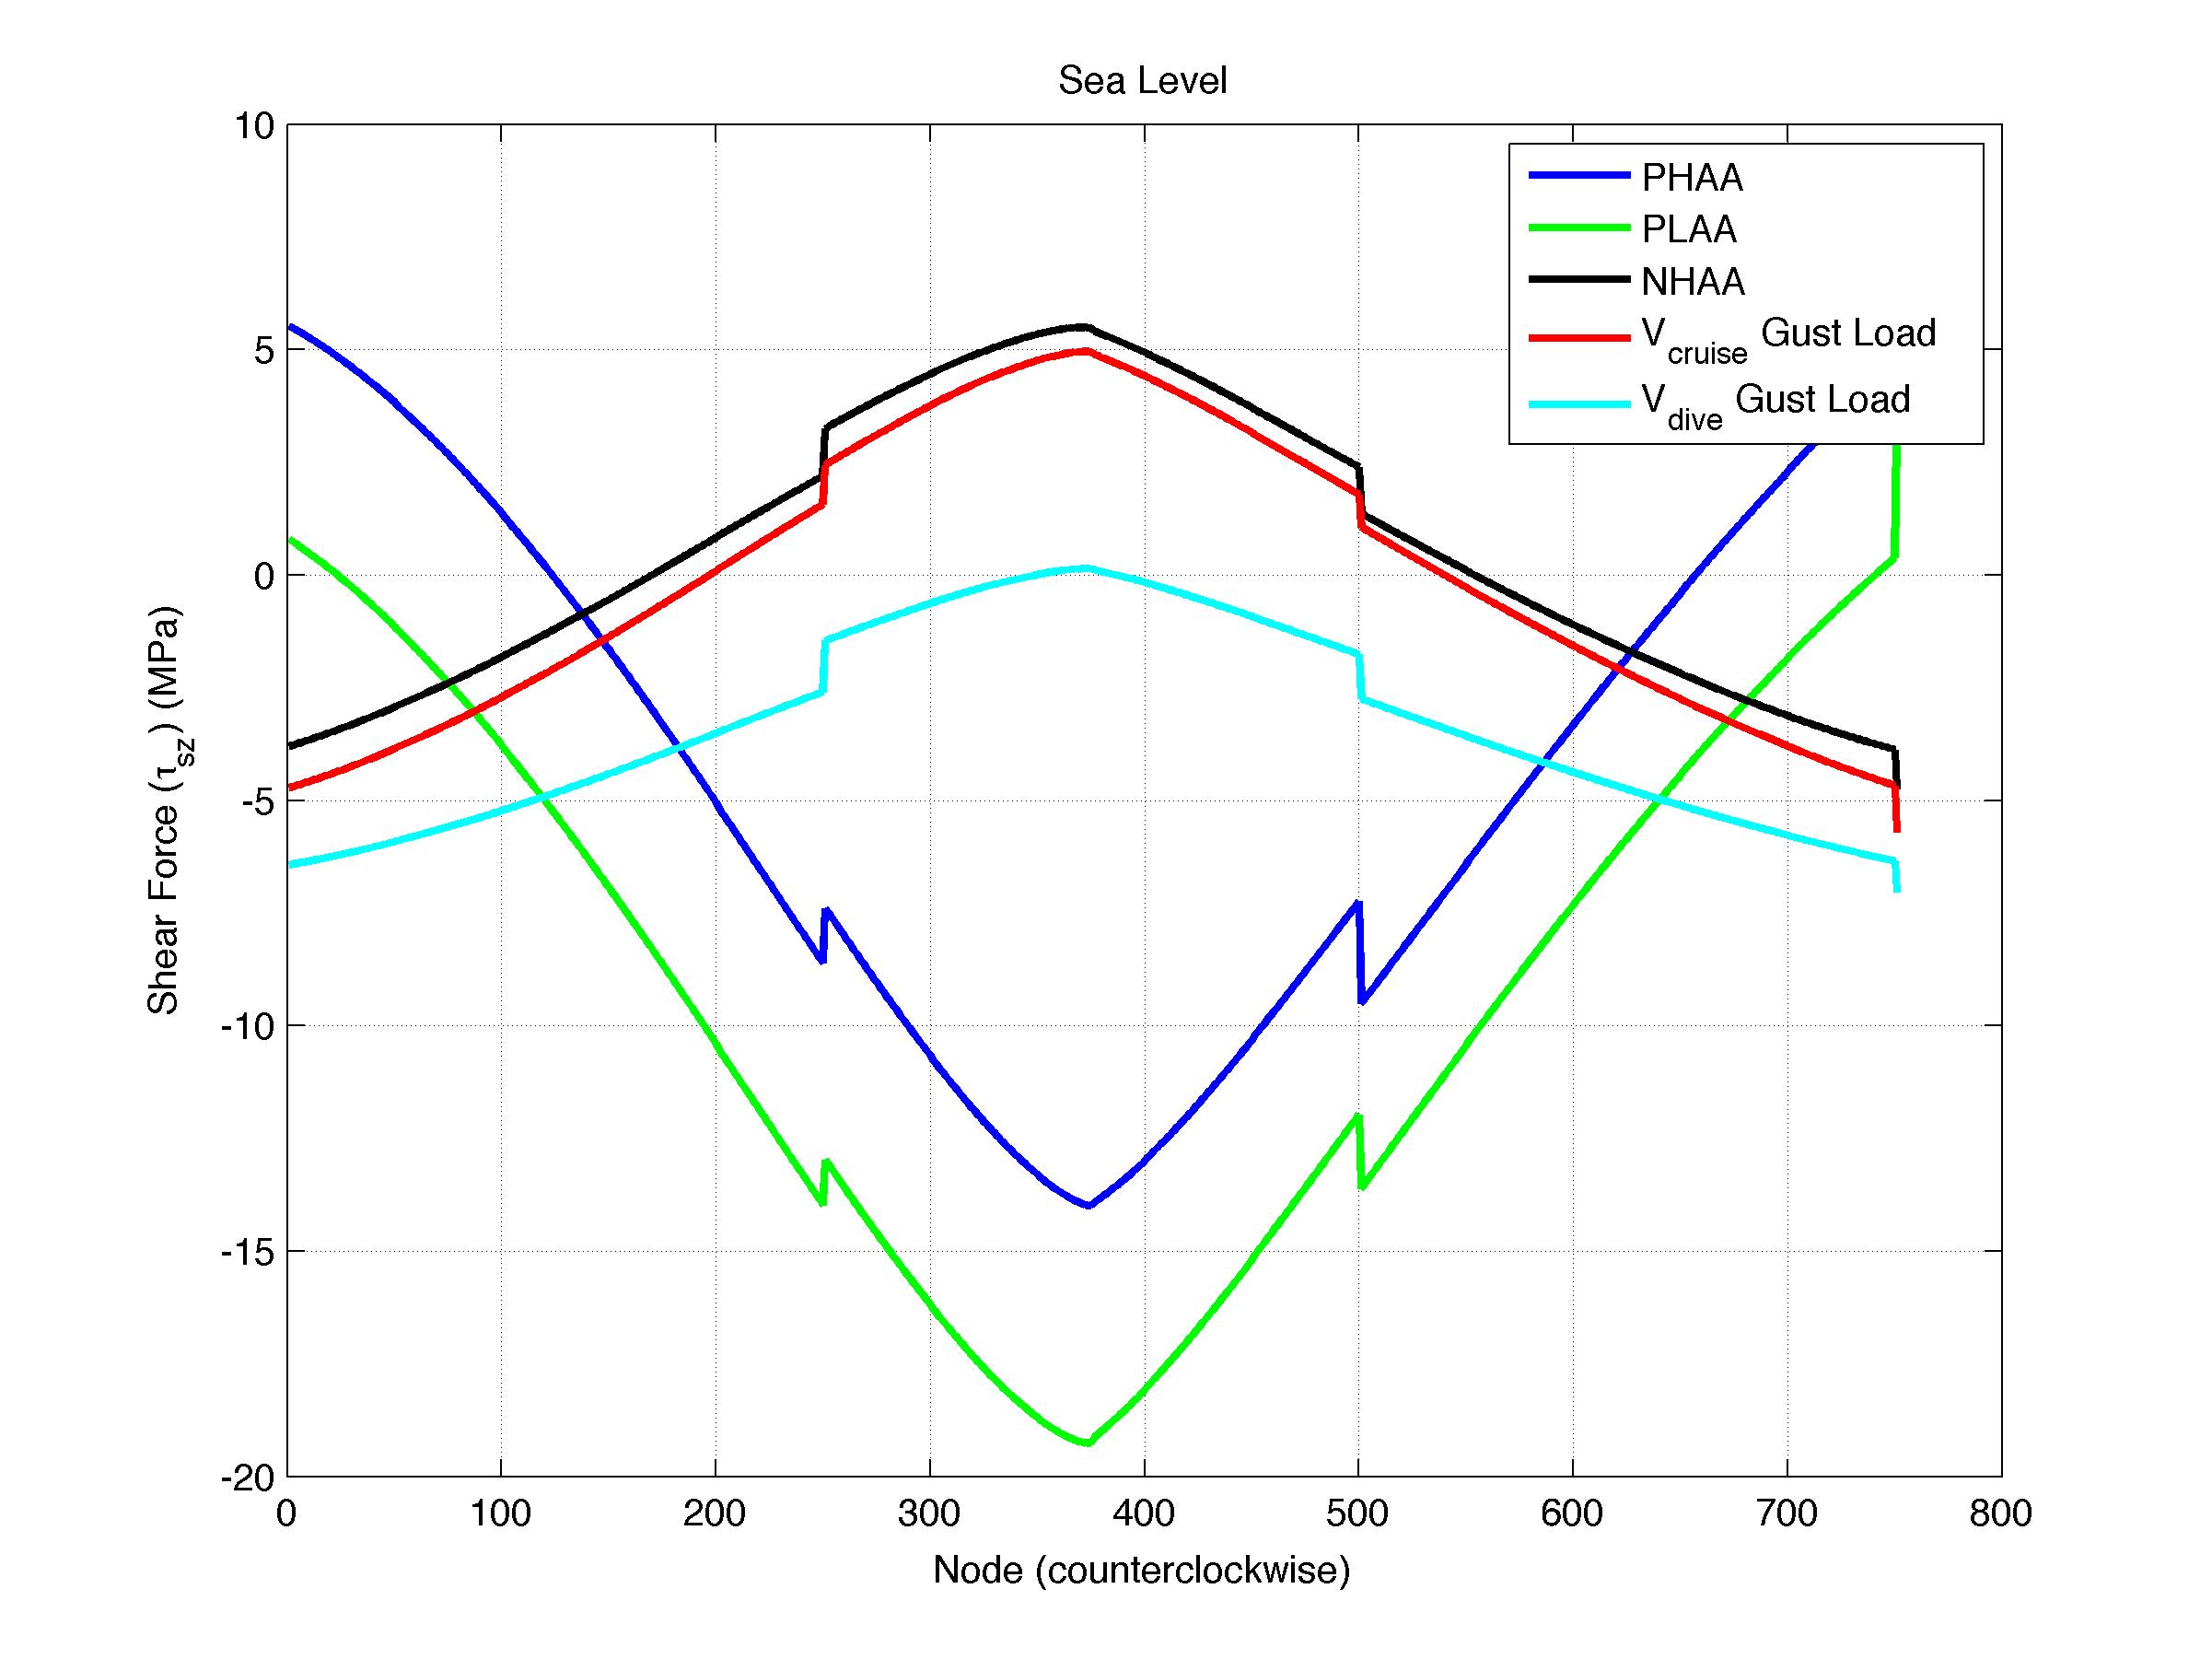 Sea Level
10
5
0
-5
-10
-15
-20
Shear Force (τsz) (MPa)
PHAA
PLAA
NHAA
Vcruise Gust Load
Vdive Gust Load
0 100 200 300 400 500 600 700 800
Node (counterclockwise)